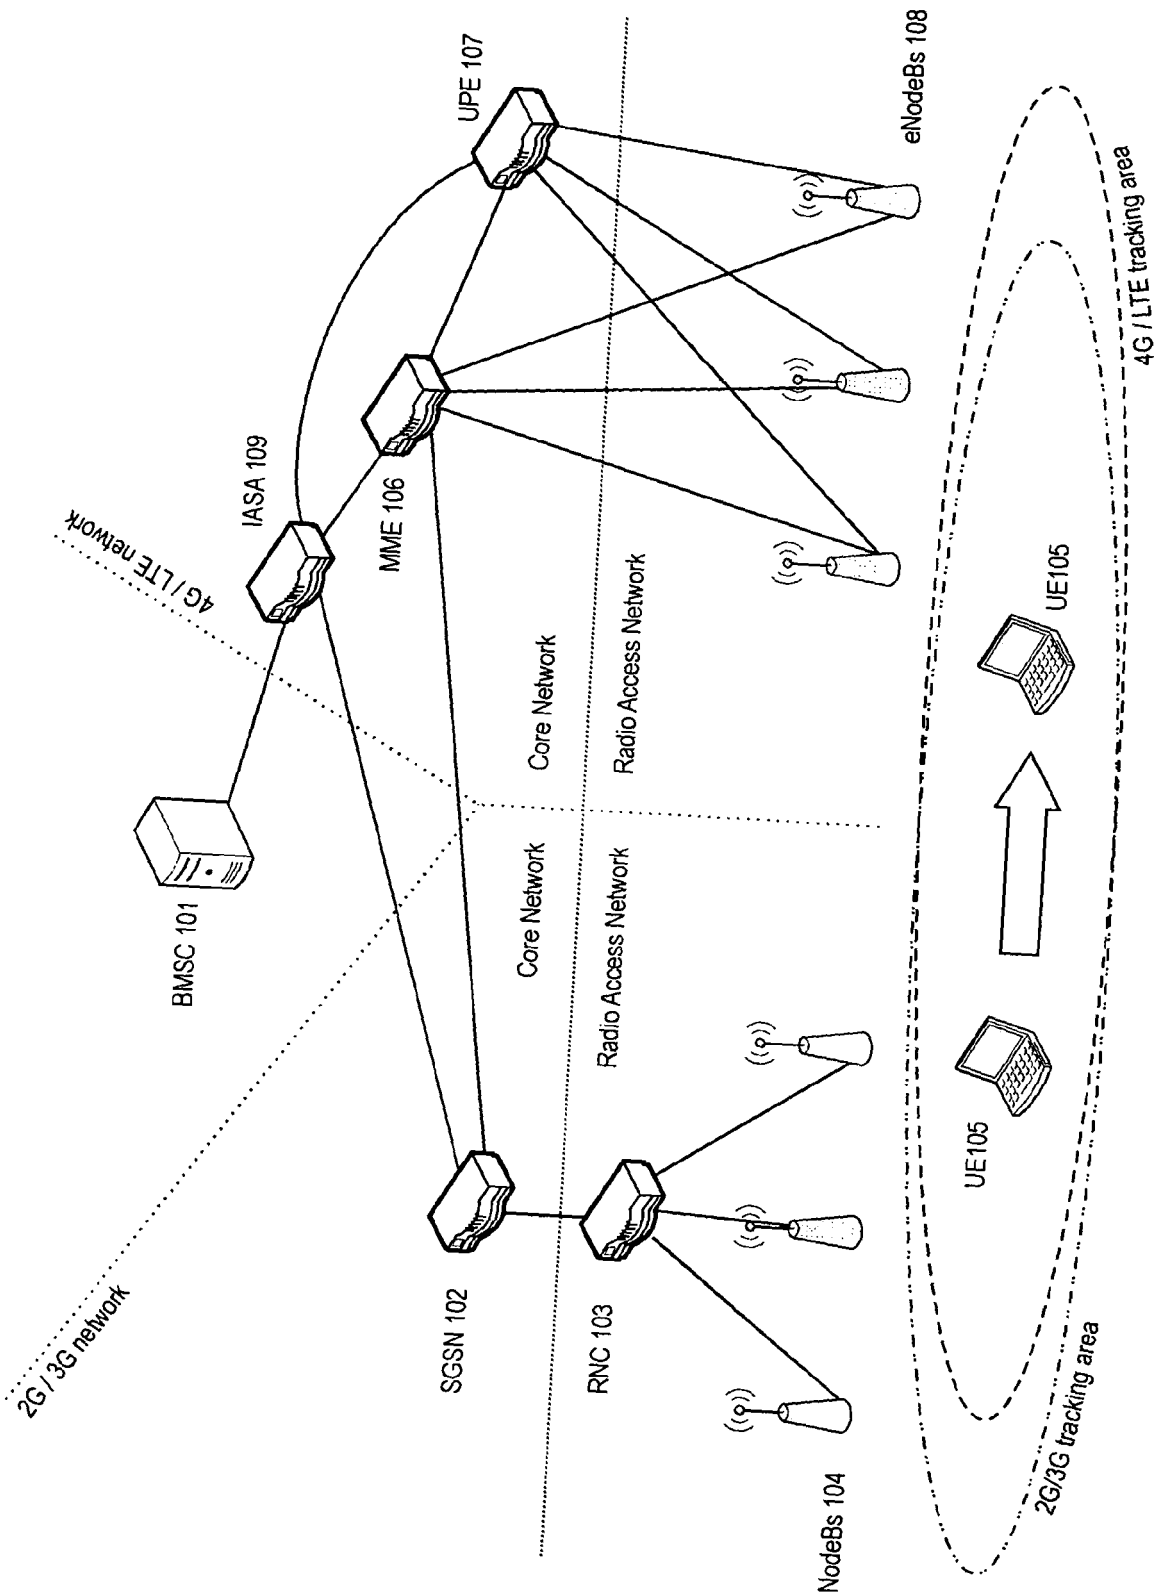 2G / 3G network
BMSC 101
4G / LTE network
IASA 109
MME 106
UPE 107
SGSN 102
Core Network
Core Network
RNC 103
Radio Access Network
Radio Access Network
NodeBs 104
eNodeBs 108
UE105
UE105
2G/3G tracking area
4G / LTE tracking area